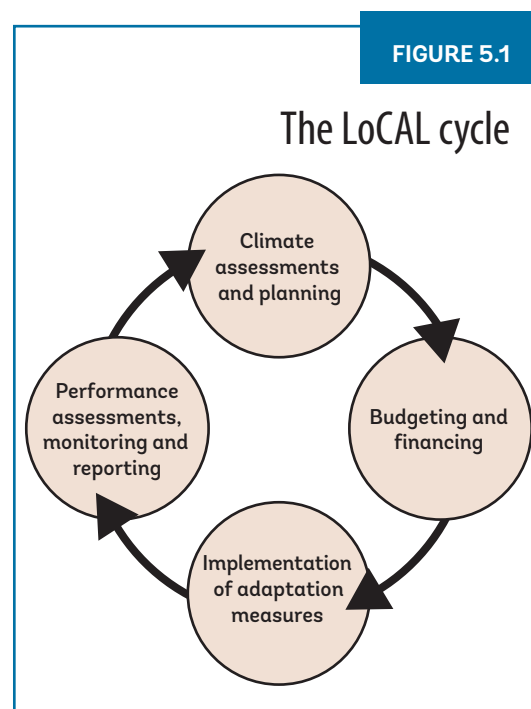 FIGURE 5.1
The LoCAL cycle
Climate
assessments
and planning
Budgeting and
financing
Implementation
of adaptation
measures
Performance
assessments,
monitoring and
reporting